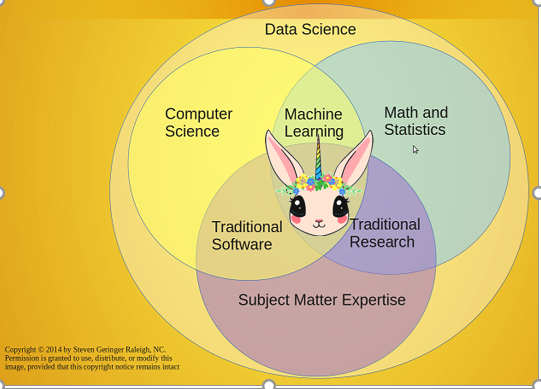 Data Science
Computer
Science
Machine
Learning
Math and
Statistics
Traditional
Software
Traditional
Research
Subject Matter Expertise
Copyright © 2014 by Steven Geringer Raleigh, NC.
Permission is granted to use, distribute, or modify this
image, provided that this copyright notice remains intact